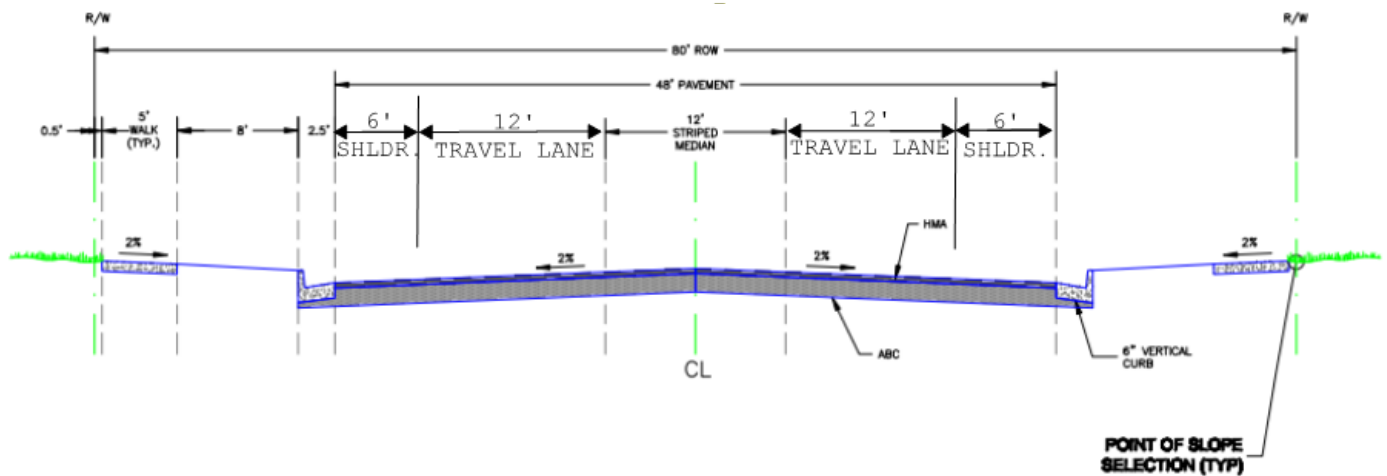 R/W
R/W
80' ROW
48' PAVEMENT
0.5'
5'
WALK
(TYP.)
8'
2.5'
6'
SHLDR.
12'
TRAVEL LANE
12'
STRIPED
MEDIAN
12'
TRAVEL LANE
6'
SHLDR.
2%
2%
2%
2%
HMA
ABC
6" VERTICAL
CURB
CL
POINT OF SLOPE
SELECTION (TYP)